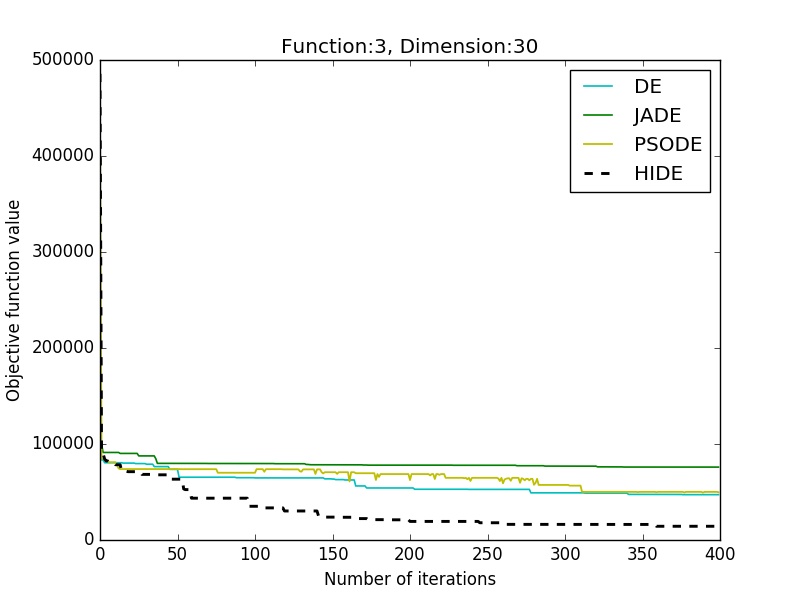 Function:3, Dimension:30
500000
400000
300000
200000
100000
0
Objective function value
DE
JADE
PSODE
HIDE
0 50 100 150 200 250 300 350 400
Number of iterations